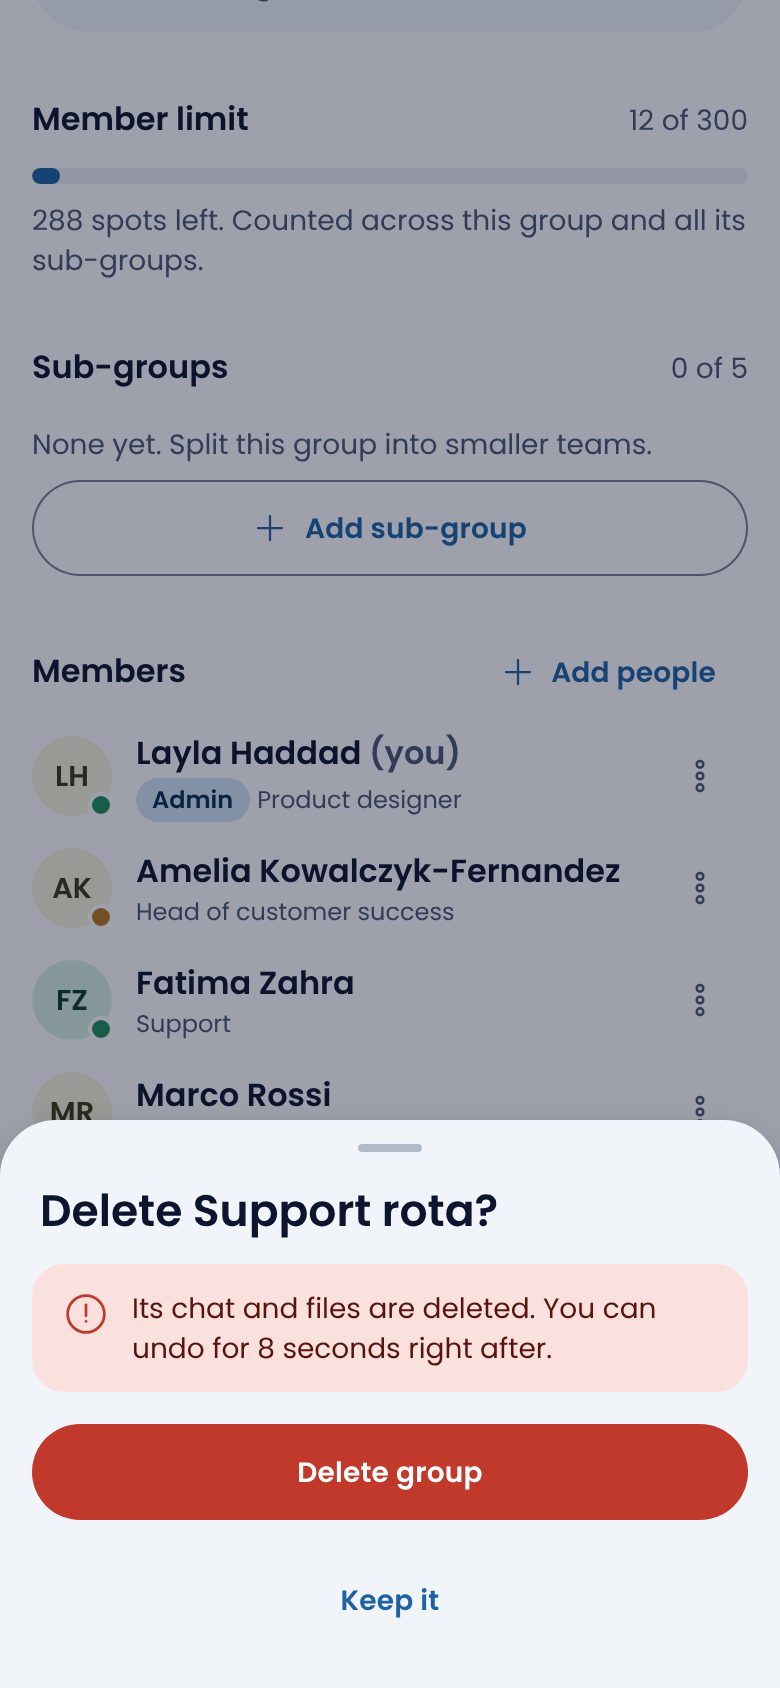 Member limit
12 of 300
288 spots left. Counted across this group and all its
sub-groups.
Sub-groups
0 of 5
None yet. Split this group into smaller teams.
Add sub-group
Members
Add people
LH
Layla Haddad (you)
Admin Product designer
AK
Amelia Kowalczyk-Fernandez
Head of customer success
FZ
Fatima Zahra
Support
MR
Marco Rossi
Delete Support rota?
Its chat and files are deleted. You can
undo for 8 seconds right after.
Delete group
Keep it